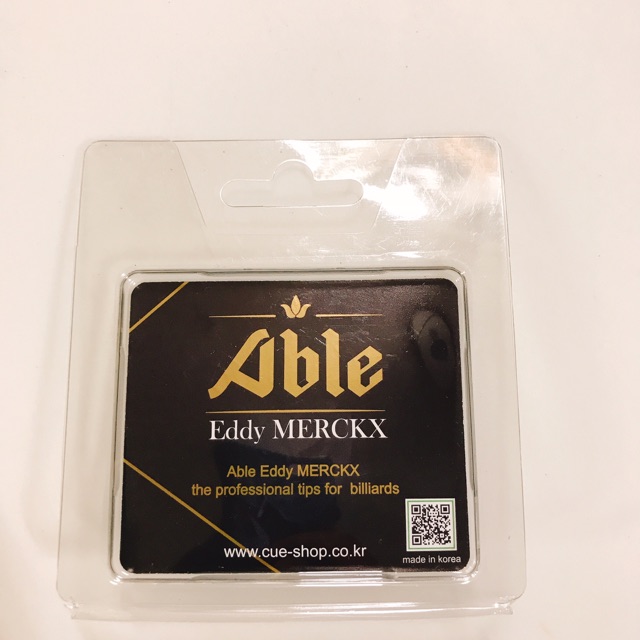 Able
Eddy MERCKX
Able Eddy MERCKX
the professional tips for billiards
www.cue-shop.co.kr
made in korea